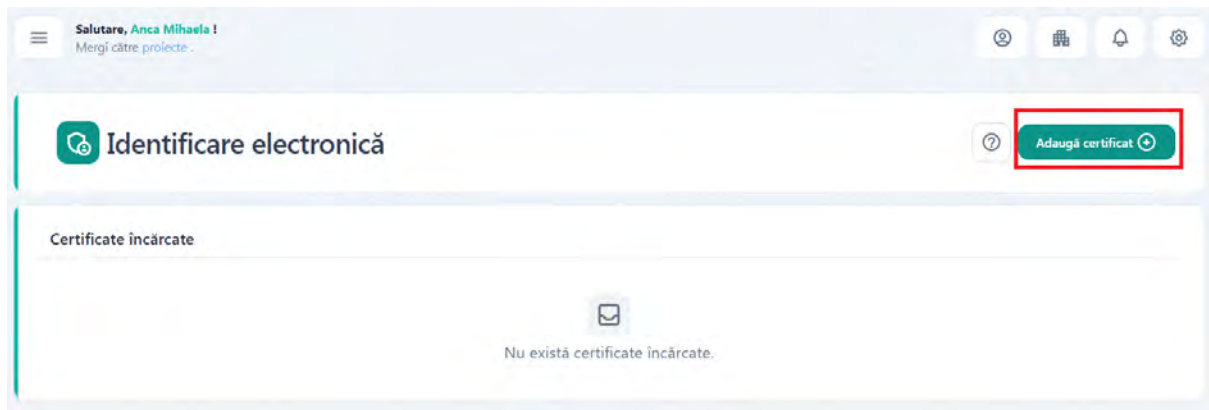 Salutare, Anca Mihaela !
Mergi către proiecte .
Identificare electronică
Adaugă certificat
Certificate încărcate
Nu există certificate încărcate.